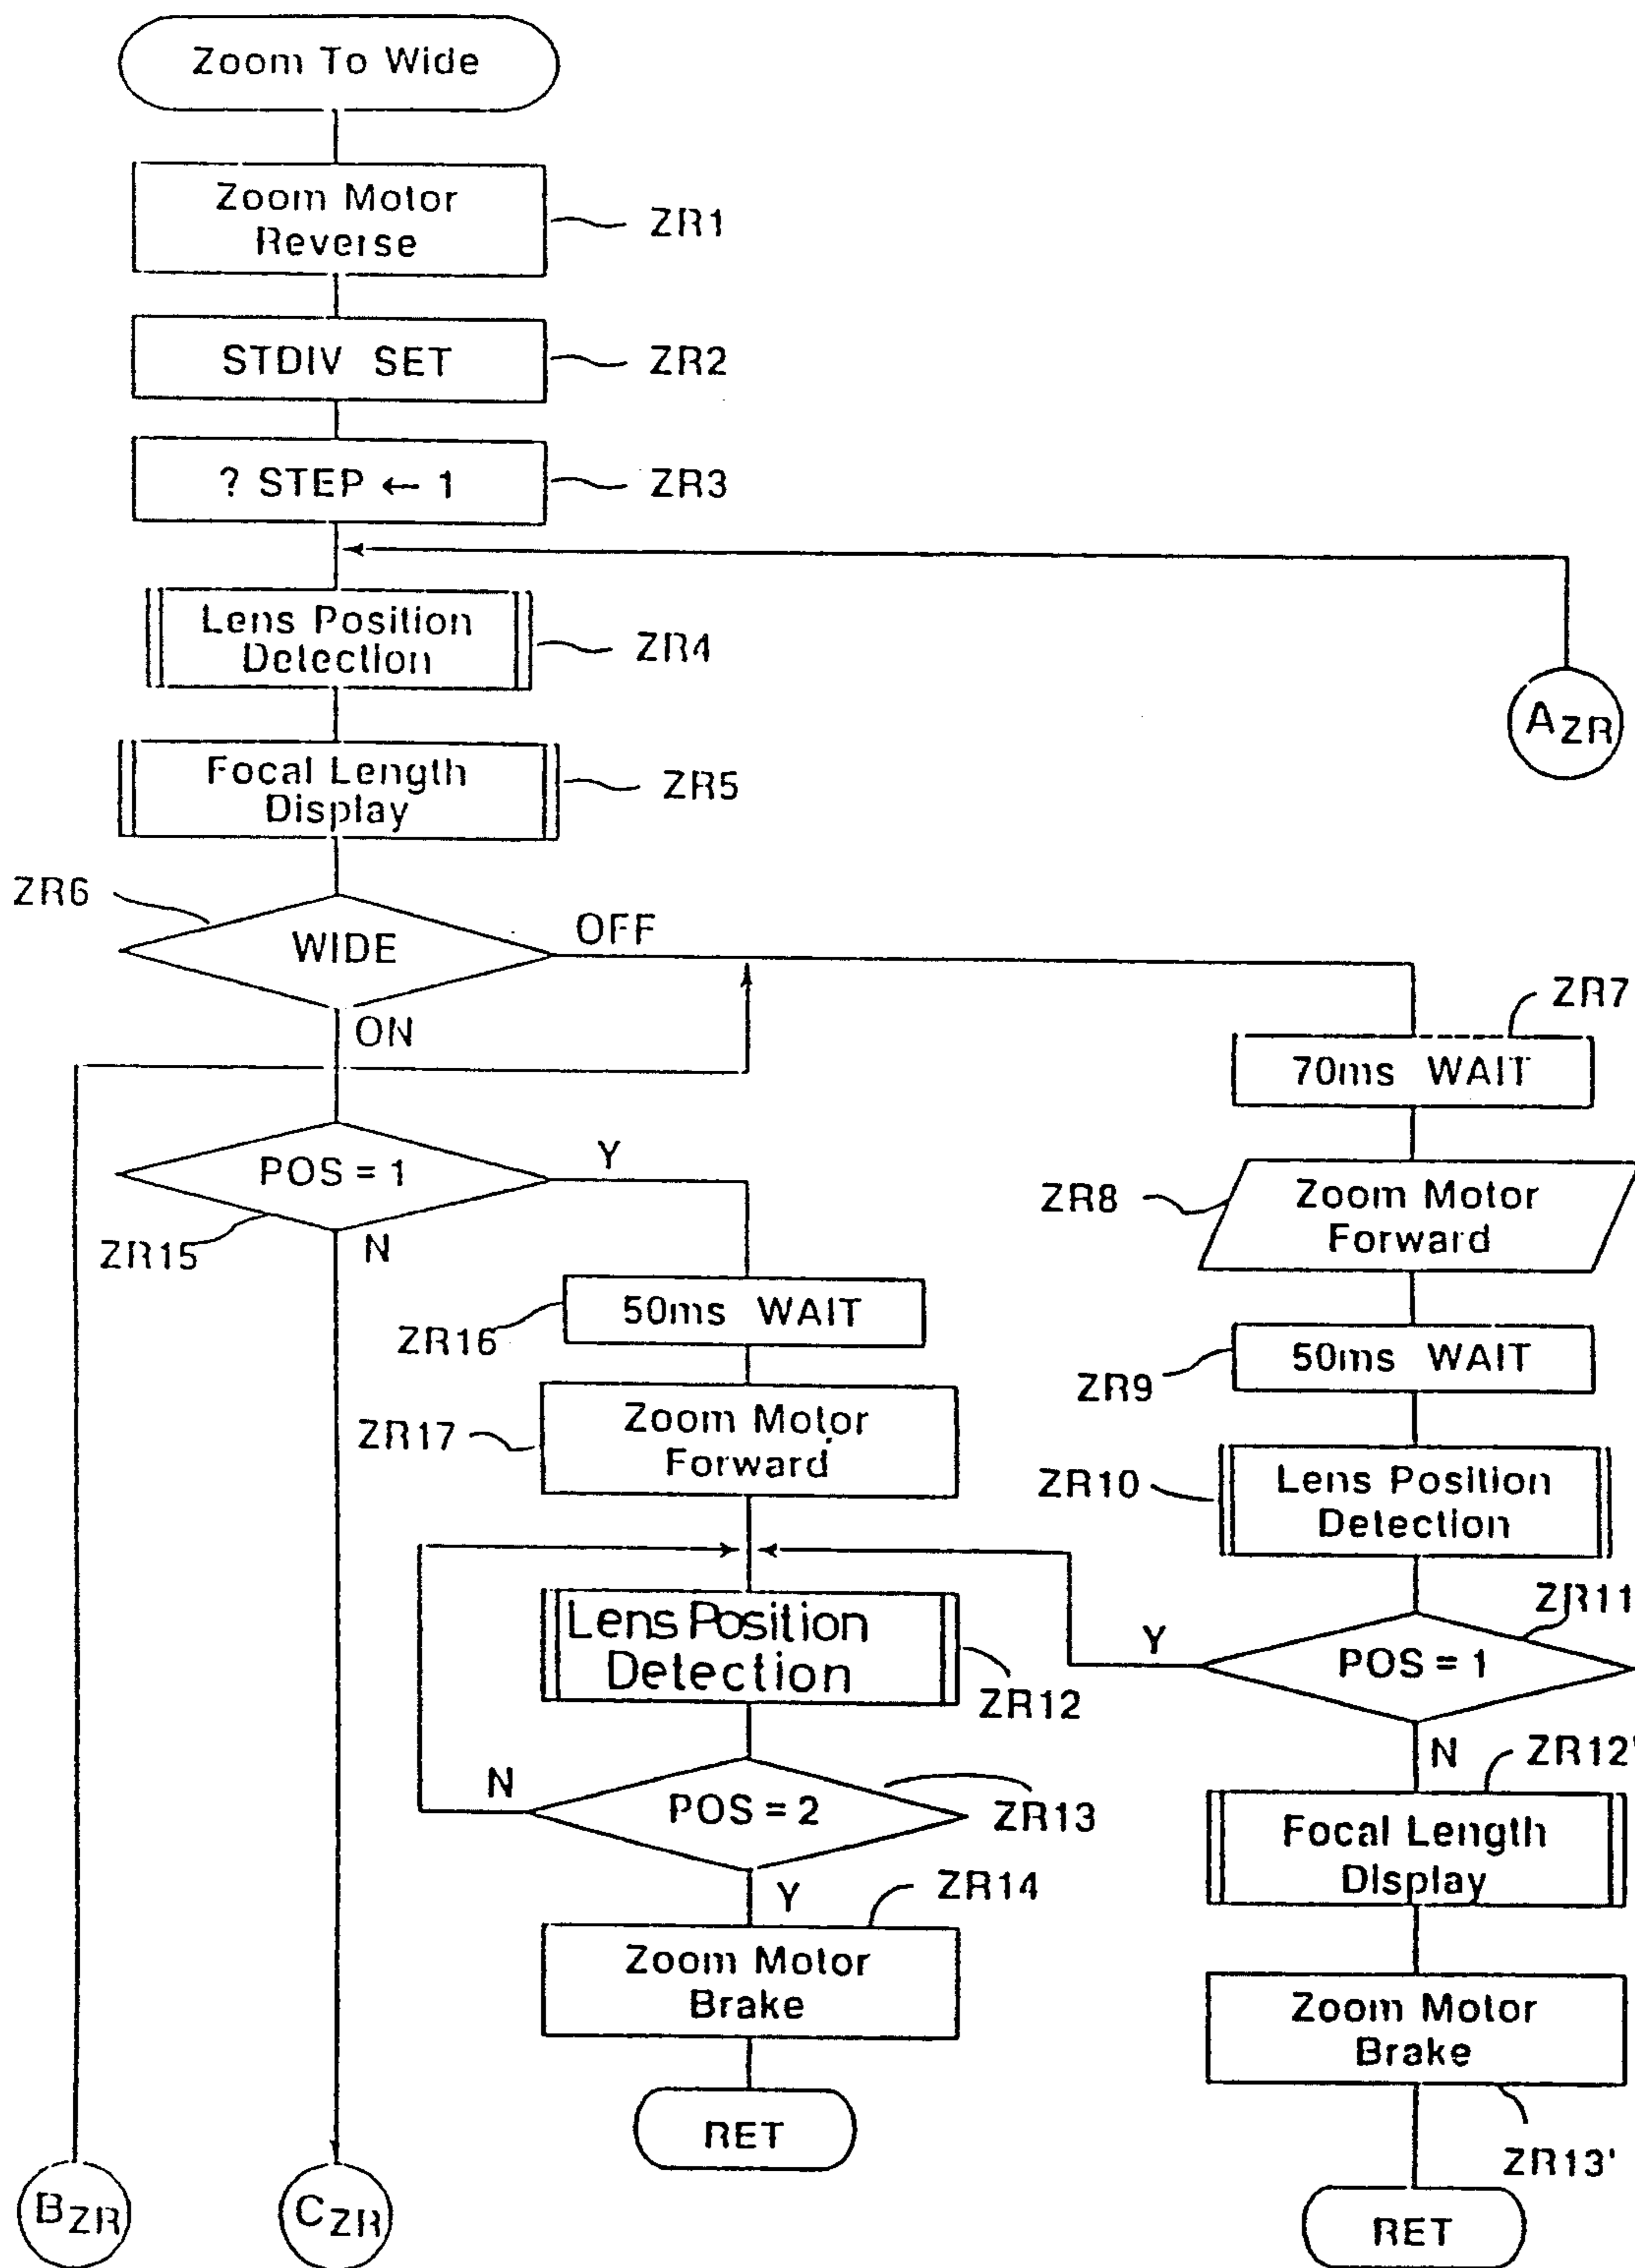 Zoom To Wide
Zoom Motor
Reverse
ZR1
STDIV SET
ZR2
? STEP ← 1
ZR3
Lens Position
Detection
ZR4
AZR
Focal Length
Display
ZR5
ZR6
WIDE
OFF
ON
ZR7
70ms WAIT
POS = 1
Y
N
ZR15
ZR8
Zoom Motor
Forward
ZR16
50ms WAIT
ZR9
50ms WAIT
ZR17
Zoom Motor
Forward
ZR10
Lens Position
Detection
Lens Position
Detection
ZR12
ZR11
POS = 1
Y
N
ZR12'
POS = 2
N
Y
ZR13
Focal Length
Display
ZR14
Zoom Motor
Brake
RET
Zoom Motor
Brake
ZR13'
RET
BZR
CZR